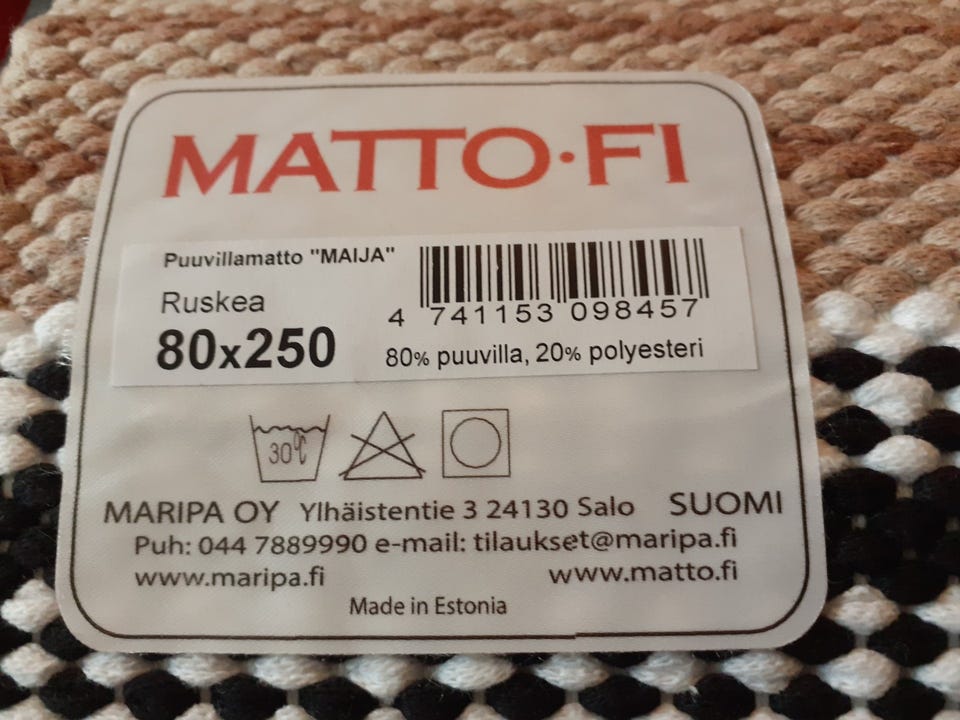 MATTO·FI
Puuvillamatto "MAIJA"
Ruskea
80x250
4 741153 098457
80% puuvilla, 20% polyesteri
30°C
MARIPA OY Ylhäistentie 3 24130 Salo SUOMI
Puh: 044 7889990 e-mail: tilaukset@maripa.fi
www.maripa.fi www.matto.fi
Made in Estonia